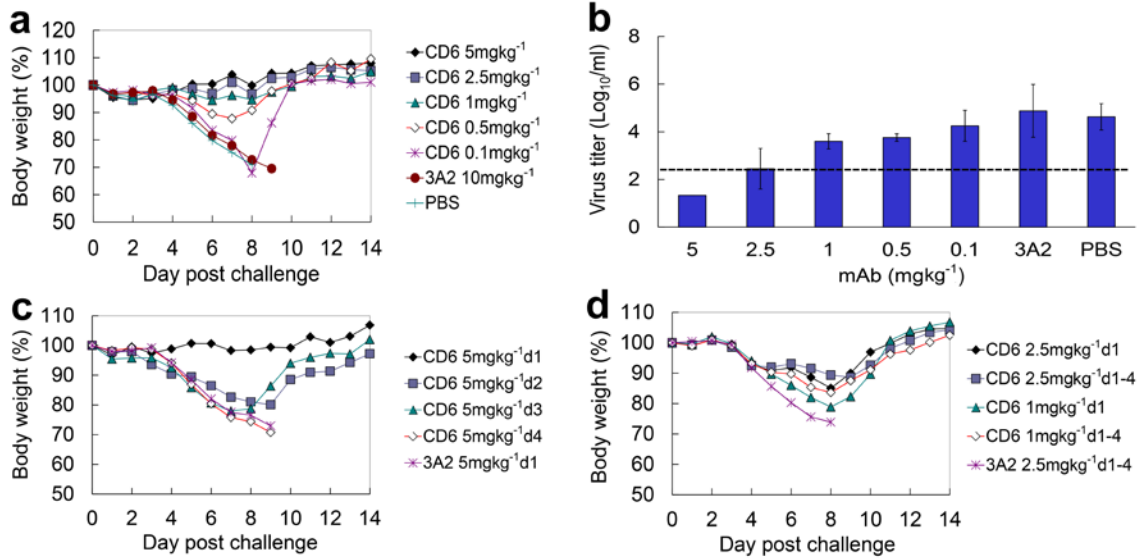 a
120
110
100
90
80
70
60
50
Body weight (%)
0 2 4 6 8 10 12 14
Day post challenge
CD6 5mgkg⁻¹
CD6 2.5mgkg⁻¹
CD6 1mgkg⁻¹
CD6 0.5mgkg⁻¹
CD6 0.1mgkg⁻¹
3A2 10mgkg⁻¹
PBS
b
8
6
4
2
0
Virus titer (Log₁₀/ml)
5 2.5 1 0.5 0.1 3A2 PBS
mAb (mgkg⁻¹)
c
110
100
90
80
70
60
50
Body weight (%)
0 2 4 6 8 10 12 14
Day post challenge
CD6 5mgkg⁻¹d1
CD6 5mgkg⁻¹d2
CD6 5mgkg⁻¹d3
CD6 5mgkg⁻¹d4
3A2 5mgkg⁻¹d1
d
110
100
90
80
70
60
50
Body weight (%)
0 2 4 6 8 10 12 14
Day post challenge
CD6 2.5mgkg⁻¹d1
CD6 2.5mgkg⁻¹d1-4
CD6 1mgkg⁻¹d1
CD6 1mgkg⁻¹d1-4
3A2 2.5mgkg⁻¹d1-4